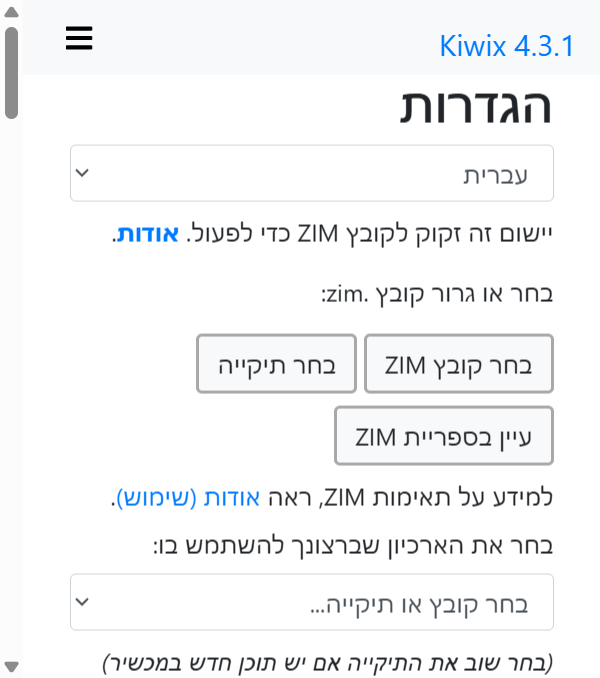 Kiwix 4.3.1
הגדרות
עברית
יישום זה זקוק לקובץ ZIM כדי לפעול. אודות.
בחר או גרור קובץ .zim:
בחר קובץ ZIM
בחר תיקייה
עיין בספריית ZIM
למידע על תאימות ZIM, ראה אודות (שימוש).
בחר את הארכיון שברצונך להשתמש בו:
בחר קובץ או תיקייה...
(בחר שוב את התיקייה אם יש תוכן חדש במכשיר)